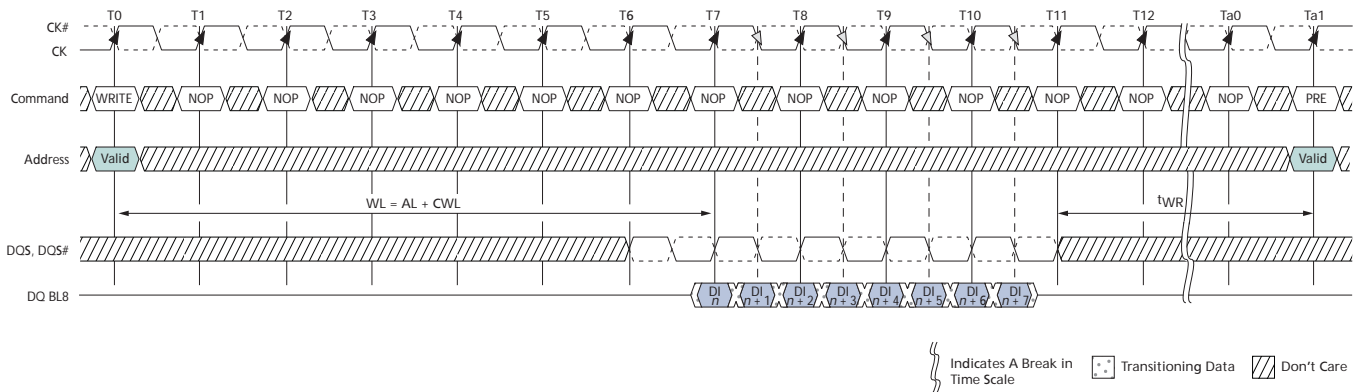 T0 T1 T2 T3 T4 T5 T6 T7 T8 T9 T10 T11 T12 Ta0 Ta1
CK#
CK
Command WRITE NOP NOP NOP NOP NOP NOP NOP NOP NOP NOP NOP NOP NOP PRE
Address Valid Valid
WL = AL + CWL tWR
DQS, DQS#
DQ BL8 DI n DI n + 1 DI n + 2 DI n + 3 DI n + 4 DI n + 5 DI n + 6 DI n + 7
Indicates A Break in
Time Scale
Transitioning Data
Don't Care